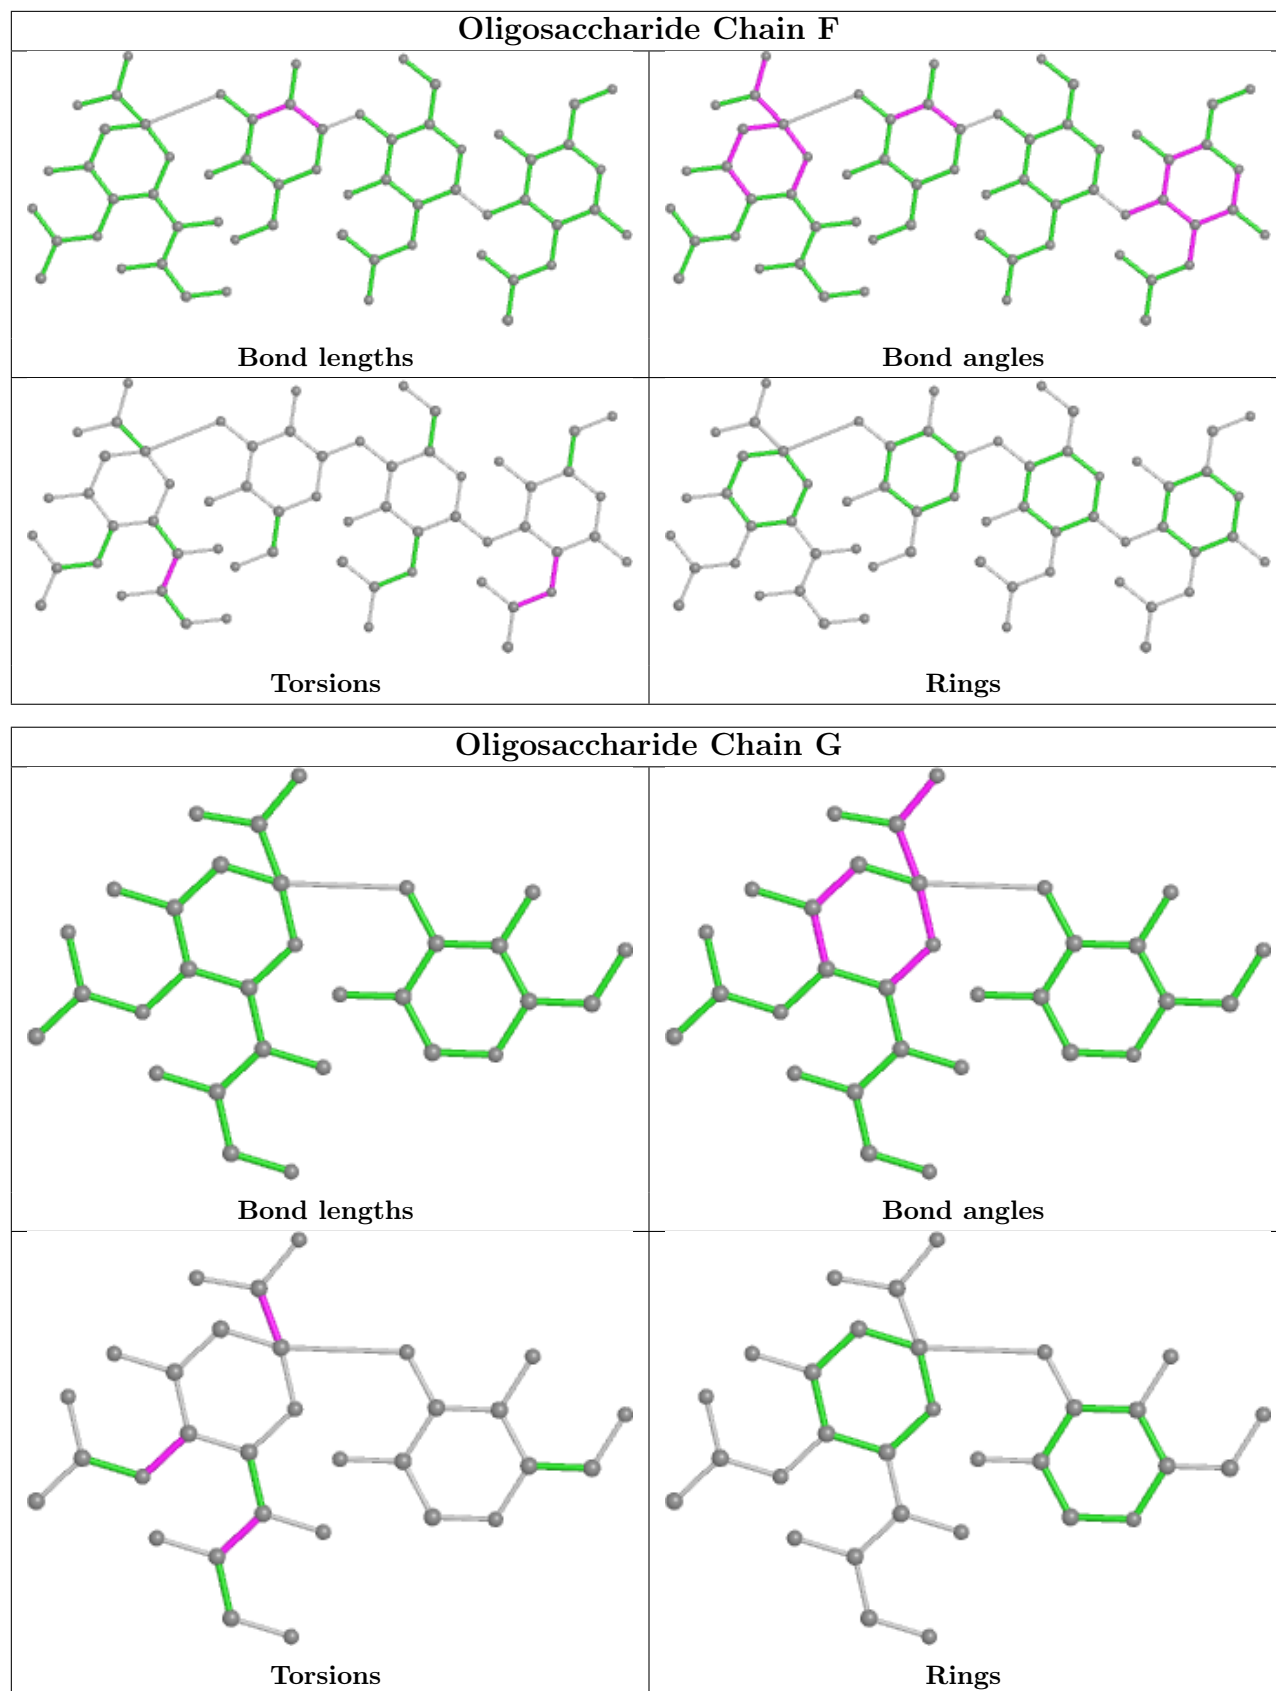 Oligosaccharide Chain F
Bond lengths
Bond angles
Torsions
Rings
Oligosaccharide Chain G
Bond lengths
Bond angles
Torsions
Rings